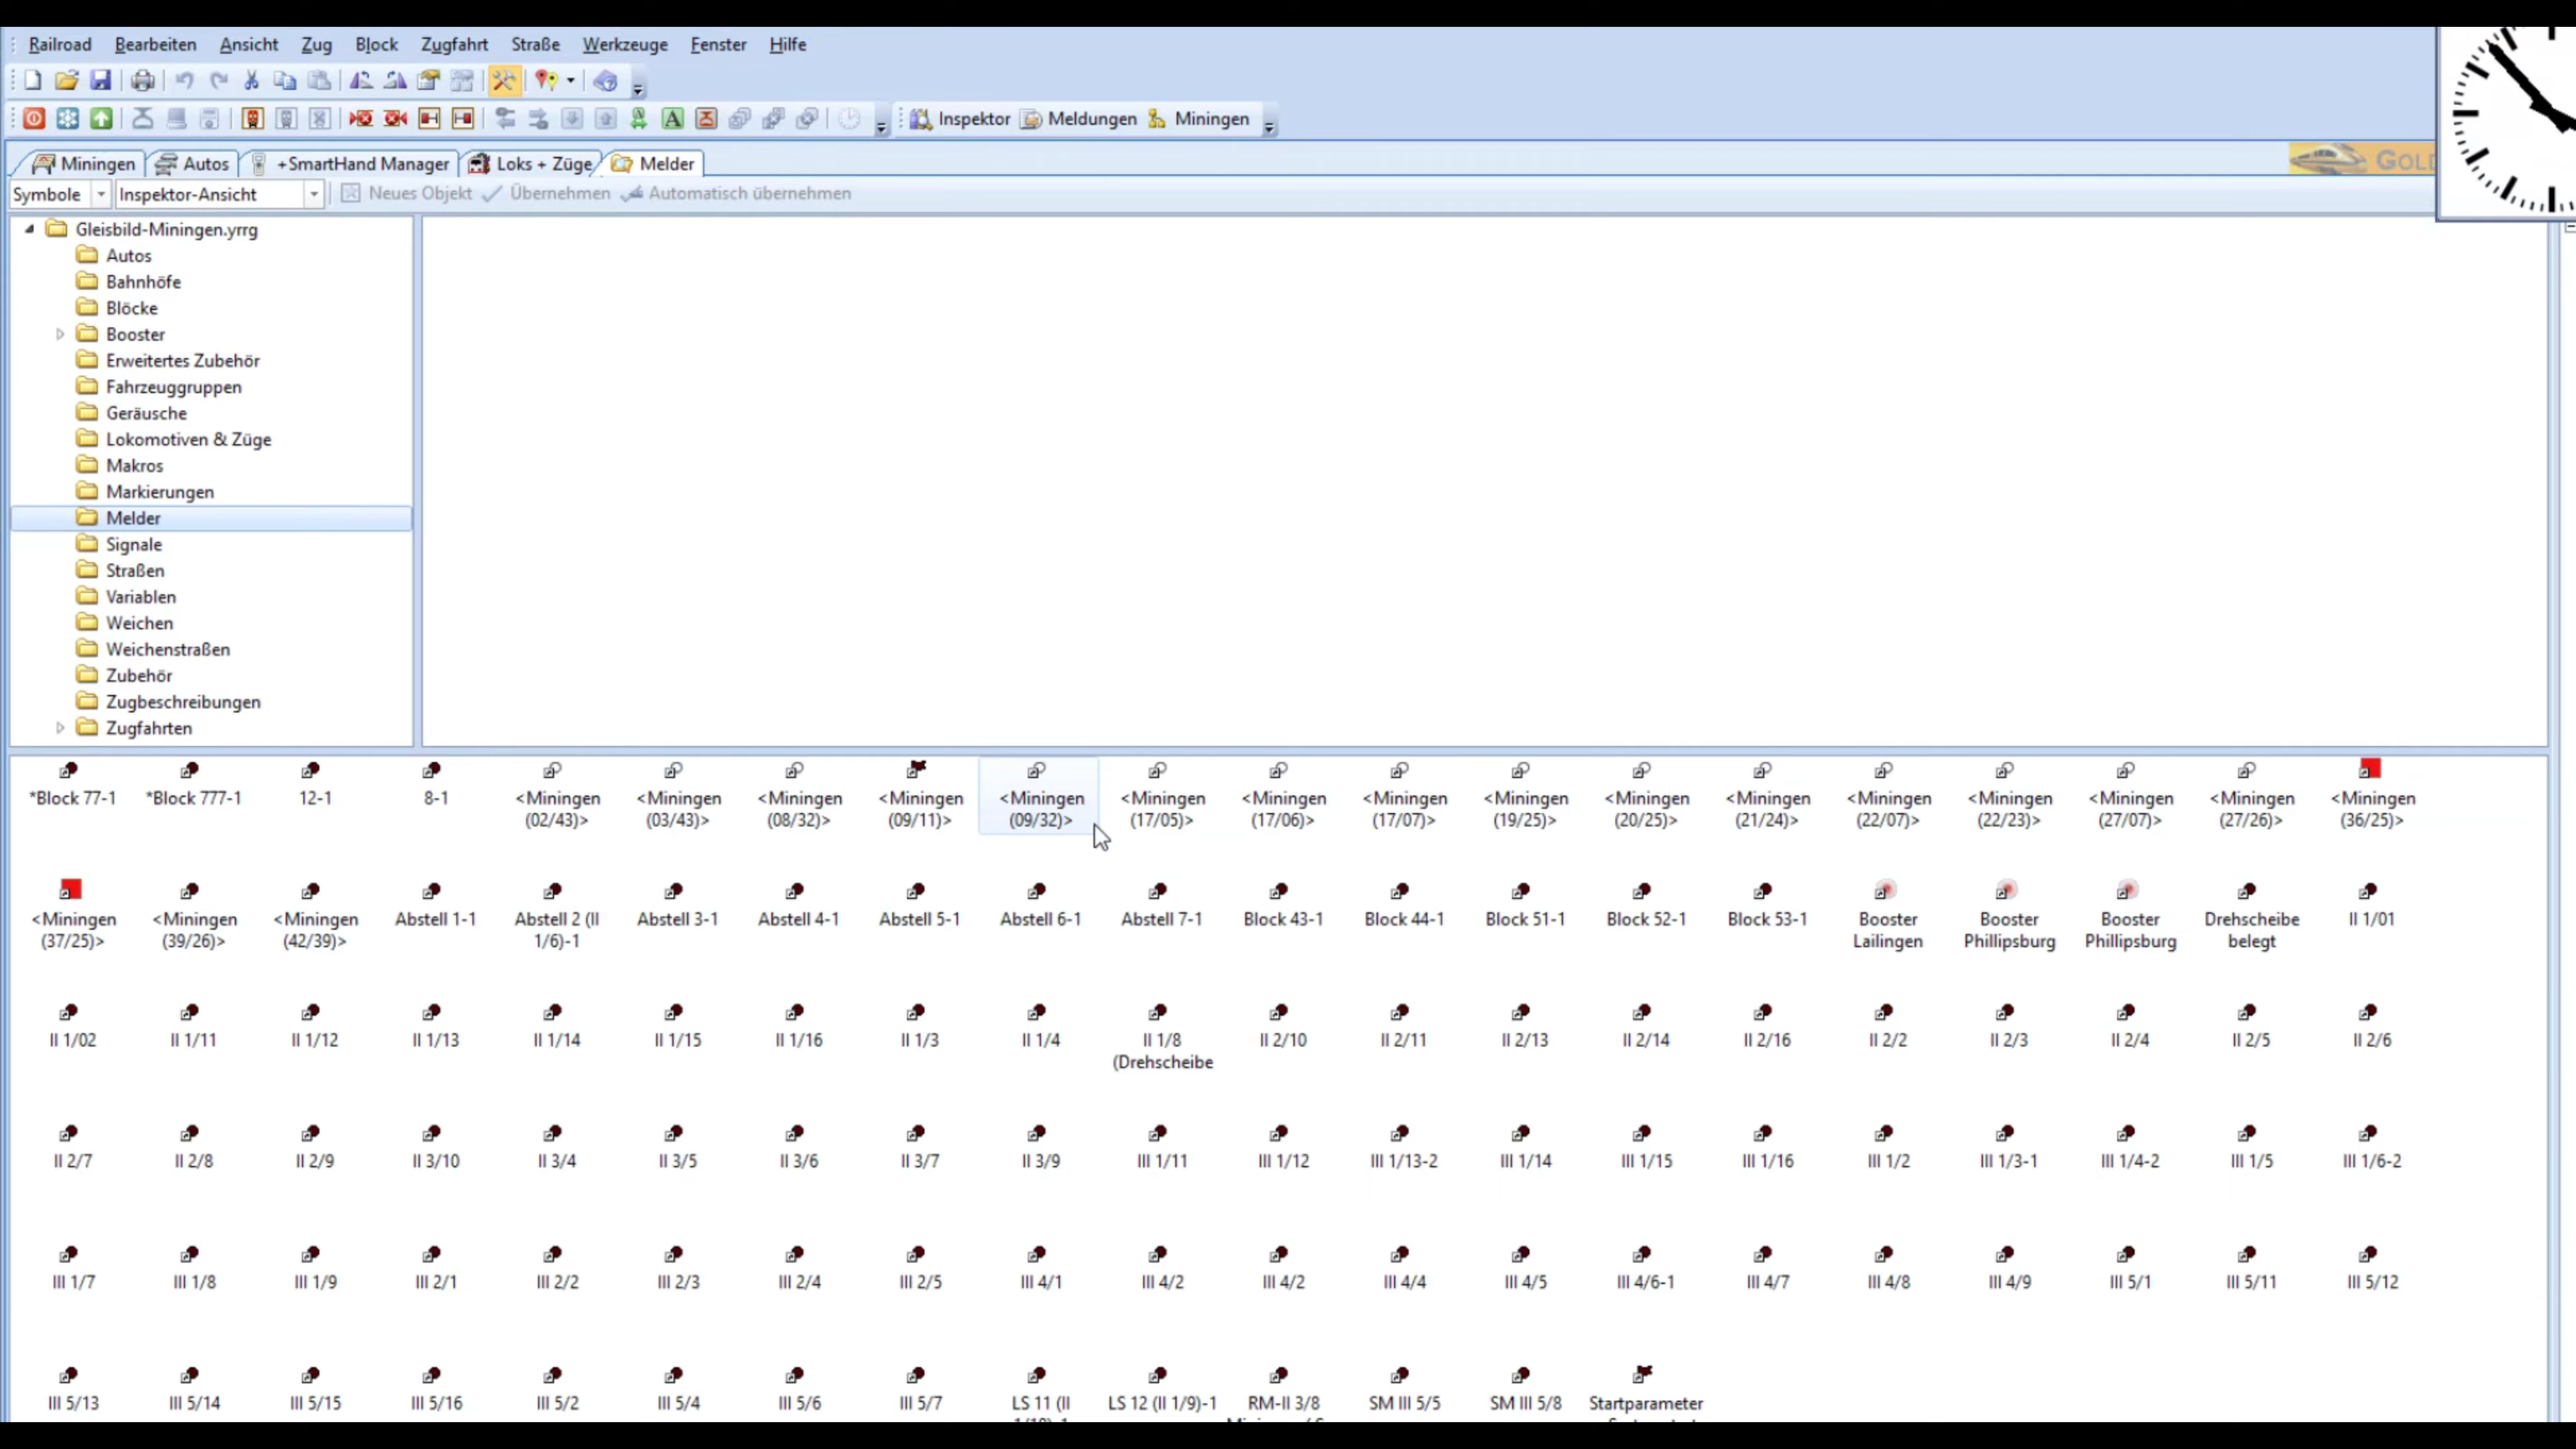 Railroad Bearbeiten Ansicht Zug Block Zugfahrt Straße Werkzeuge Fenster Hilfe
Inspektor Meldungen Miningen
Miningen Autos +SmartHand Manager Loks + Züge Melder
Symbole Inspektor-Ansicht Neues Objekt Übernehmen Automatisch übernehmen
Gleisbild-Miningen.yrrg
Autos
Bahnhöfe
Blöcke
Booster
Erweitertes Zubehör
Fahrzeuggruppen
Geräusche
Lokomotiven & Züge
Makros
Markierungen
Melder
Signale
Straßen
Variablen
Weichen
Weichenstraßen
Zubehör
Zugbeschreibungen
Zugfahrten
*Block 77-1 *Block 777-1 12-1 8-1 <Miningen <Miningen <Miningen <Miningen <Miningen <Miningen <Miningen <Miningen <Miningen <Miningen <Miningen <Miningen <Miningen <Miningen <Miningen <Miningen
(02/43)> (03/43)> (08/32)> (09/11)> (09/32)> (17/05)> (17/06)> (17/07)> (19/25)> (20/25)> (21/24)> (22/07)> (22/23)> (27/07)> (27/26)> (36/25)>
<Miningen <Miningen <Miningen Abstell 1-1 Abstell 2 (II Abstell 3-1 Abstell 4-1 Abstell 5-1 Abstell 6-1 Abstell 7-1 Block 43-1 Block 44-1 Block 51-1 Block 52-1 Block 53-1 Booster Booster Booster Drehscheibe II 1/01
(37/25)> (39/26)> (42/39)> 1/6)-1 Lailingen Phillipsburg Phillipsburg belegt
II 1/02 II 1/11 II 1/12 II 1/13 II 1/14 II 1/15 II 1/16 II 1/3 II 1/4 II 1/8 II 2/10 II 2/11 II 2/13 II 2/14 II 2/16 II 2/2 II 2/3 II 2/4 II 2/5 II 2/6
(Drehscheibe
II 2/7 II 2/8 II 2/9 II 3/10 II 3/4 II 3/5 II 3/6 II 3/7 II 3/9 III 1/11 III 1/12 III 1/13-2 III 1/14 III 1/15 III 1/16 III 1/2 III 1/3-1 III 1/4-2 III 1/5 III 1/6-2
III 1/7 III 1/8 III 1/9 III 2/1 III 2/2 III 2/3 III 2/4 III 2/5 III 4/1 III 4/2 III 4/2 III 4/4 III 4/5 III 4/6-1 III 4/7 III 4/8 III 4/9 III 5/1 III 5/11 III 5/12
III 5/13 III 5/14 III 5/15 III 5/16 III 5/2 III 5/4 III 5/6 III 5/7 LS 11 (II LS 12 (II 1/9)-1 RM-II 3/8 SM III 5/5 SM III 5/8 Startparameter